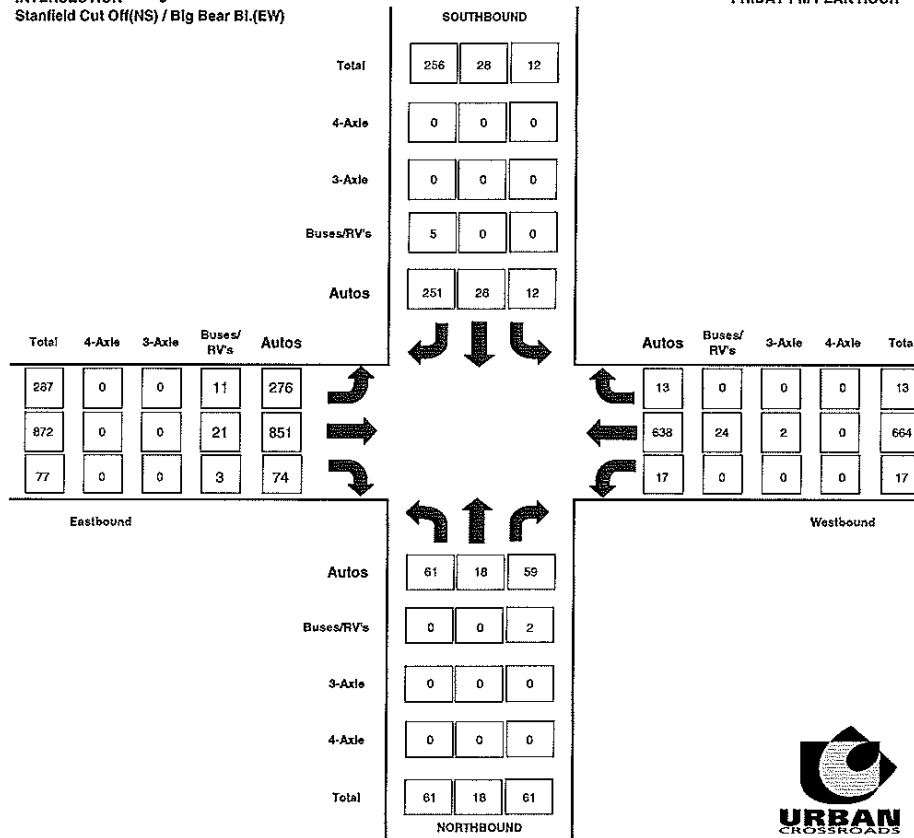 Stanfield Cut Off(NS) / Big Bear Bl.(EW)
SOUTHBOUND
Total 256 28 12
4-Axle 0 0 0
3-Axle 0 0 0
Buses/RV's 5 0 0
Autos 251 28 12
Total 4-Axle 3-Axle Buses/ RV's Autos
287 0 0 11 276
872 0 0 21 851
77 0 0 3 74
Eastbound
Autos Buses/ RV's 3-Axle 4-Axle Total
13 0 0 0 13
638 24 2 0 664
17 0 0 0 17
Westbound
Autos 61 18 59
Buses/RV's 0 0 2
3-Axle 0 0 0
4-Axle 0 0 0
Total 61 18 61
NORTHBOUND
URBAN
CROSSROADS